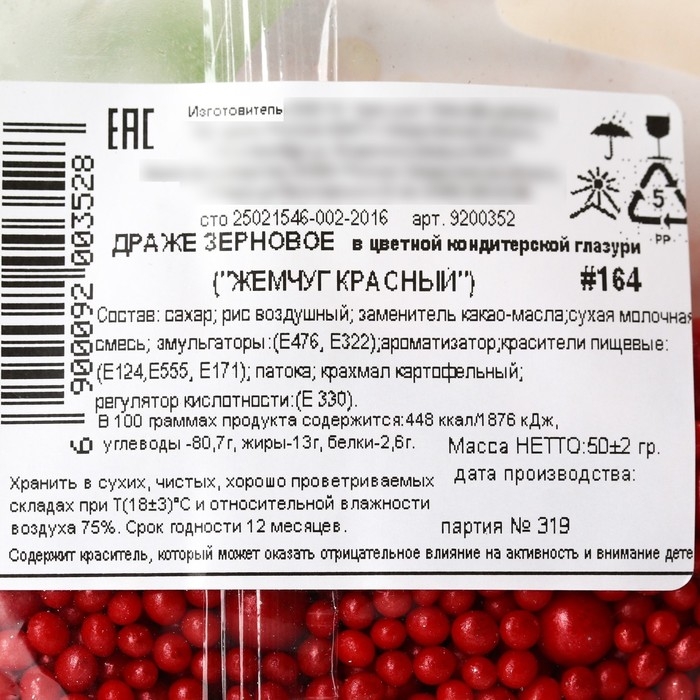 ЕАС
Изготовитель
5
PP
сто 25021546-002-2016 арт. 9200352
ДРАЖЕ ЗЕРНОВОЕ в цветной кондитерской глазури
("ЖЕМЧУГ КРАСНЫЙ") #164
Состав: сахар; рис воздушный; заменитель какао-масла;сухая молочная
смесь; эмульгаторы:(Е476, Е322);ароматизатор;красители пищевые:
(Е124,Е555, Е171); патока; крахмал картофельный;
регулятор кислотности:(Е 330).
В 100 граммах продукта содержится:448 ккал/1876 кДж,
углеводы -80,7г, жиры-13г, белки-2,6г.
Масса НЕТТО:50±2 гр.
дата производства:
Хранить в сухих, чистых, хорошо проветриваемых
складах при Т(18±3)°С и относительной влажности
воздуха 75%. Срок годности 12 месяцев.
партия № 319
Содержит краситель, который может оказать отрицательное влияние на активность и внимание дете
6 900092 003528